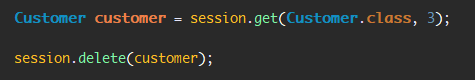 Customer customer = session.get(Customer.class, 3);
session.delete(customer);